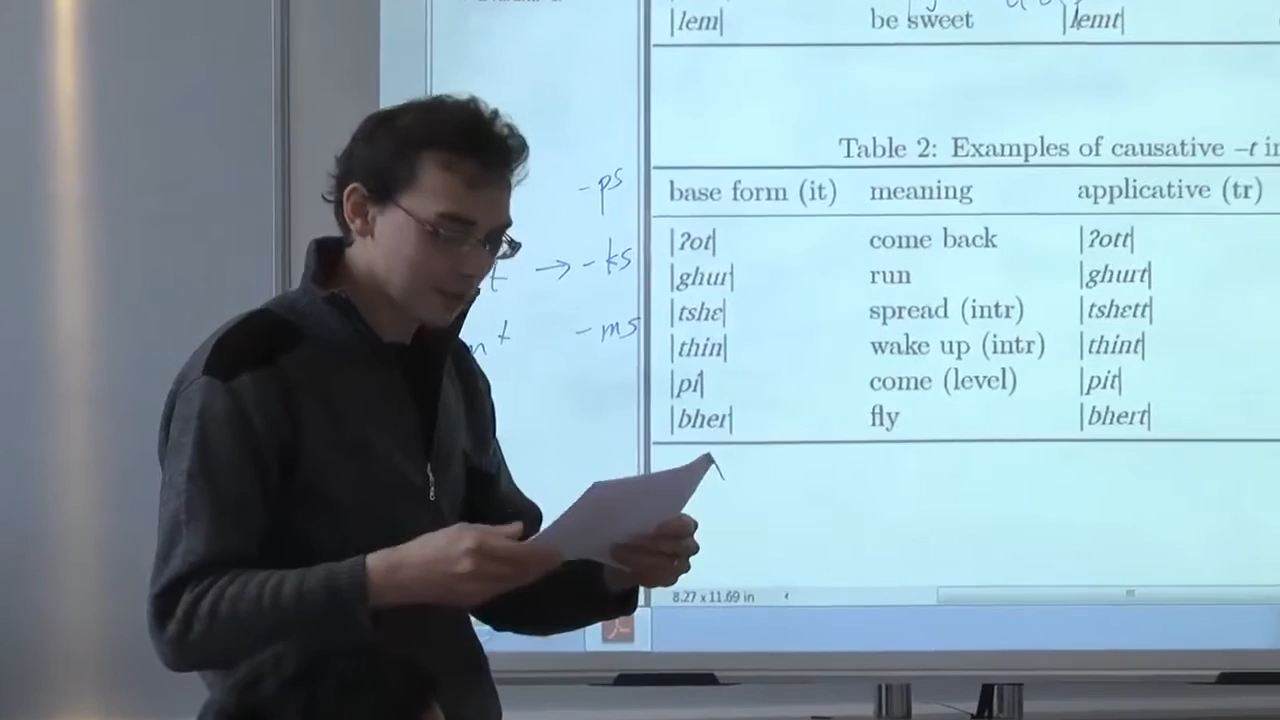 |lem| be sweet |lemt|
Table 2: Examples of causative –t in
base form (it) meaning applicative (tr)
|ʔot| come back |ʔott|
|ghur| run |ghurt|
|tshe| spread (intr) |tshett|
|thin| wake up (intr) |thint|
|pi| come (level) |pit|
|bher| fly |bhert|
-ps
t → -ks
-ms
8.27 x 11.69 in